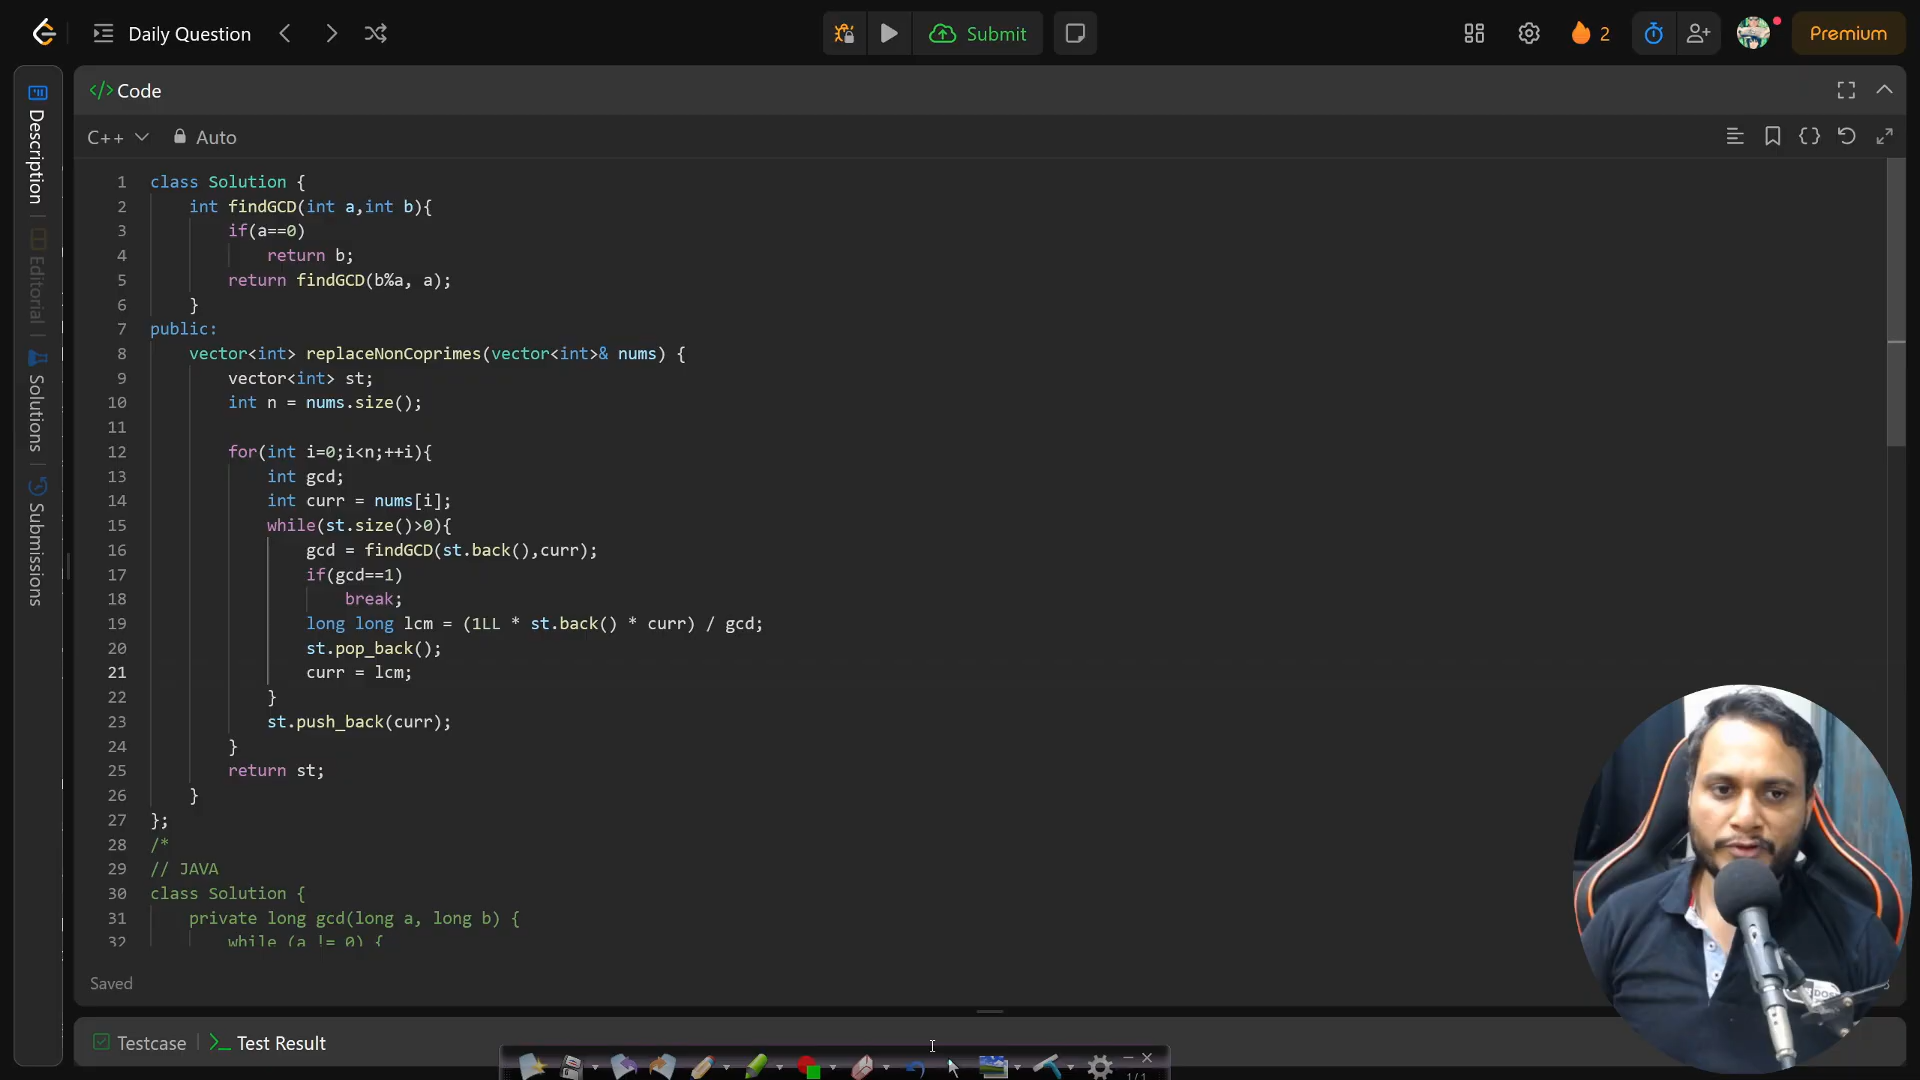 Daily Question
Submit
2
Premium
Description
Editorial
Solutions
Submissions
</> Code
C++
Auto
1 class Solution {
2 int findGCD(int a,int b){
3 if(a==0)
4 return b;
5 return findGCD(b%a, a);
6 }
7 public:
8 vector<int> replaceNonCoprimes(vector<int>& nums) {
9 vector<int> st;
10 int n = nums.size();
11
12 for(int i=0;i<n;++i){
13 int gcd;
14 int curr = nums[i];
15 while(st.size()>0){
16 gcd = findGCD(st.back(),curr);
17 if(gcd==1)
18 break;
19 long long lcm = (1LL * st.back() * curr) / gcd;
20 st.pop_back();
21 curr = lcm;
22 }
23 st.push_back(curr);
24 }
25 return st;
26 }
27 };
28 /*
29 // JAVA
30 class Solution {
31 private long gcd(long a, long b) {
32 while (a != 0) {
Saved
Testcase
Test Result
1/1